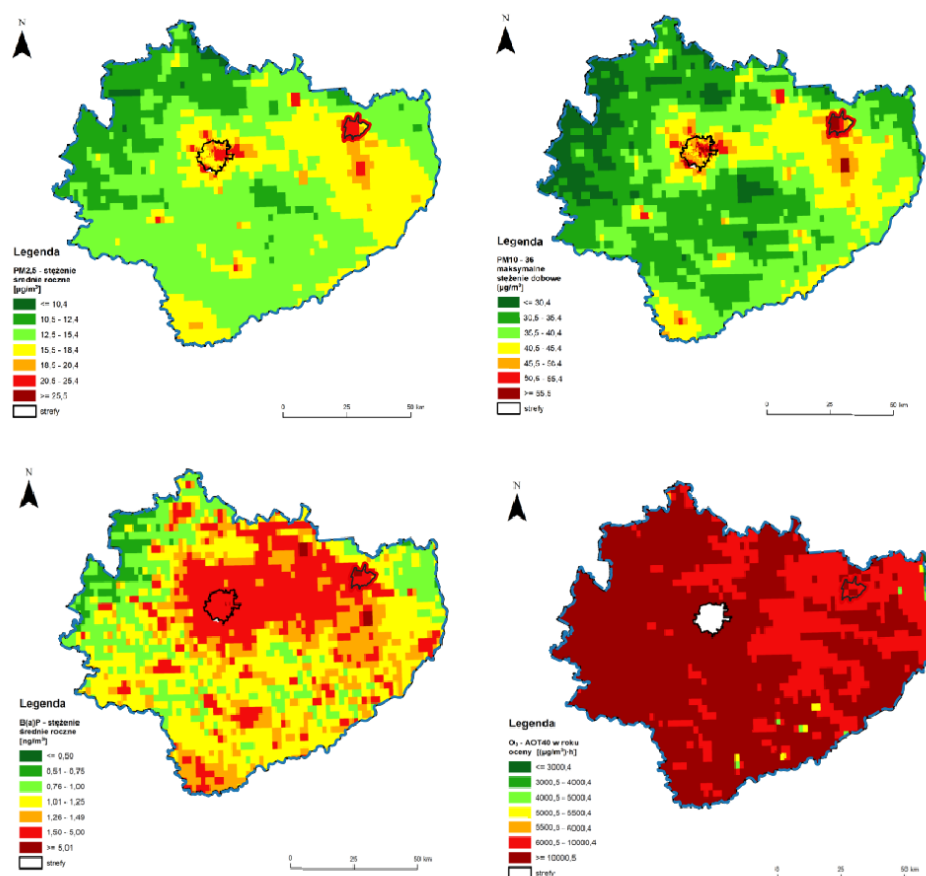 N
Legenda
PM2,5 - stężenie
średnie roczne
[µg/m³]
<= 10,4
10,5 - 12,4
12,5 - 15,4
15,5 - 18,4
18,5 - 20,4
20,5 - 25,4
>= 25,5
strefy
0 25 50 km
N
Legenda
PM10 - 36
maksymalne
stężenie dobowe
[µg/m³]
<= 30,4
30,5 - 35,4
35,5 - 40,4
40,5 - 45,4
45,5 - 50,4
50,5 - 55,4
>= 55,5
strefy
0 25 50 km
N
Legenda
B(a)P - stężenie
średnie roczne
[ng/m³]
<= 0,50
0,51 - 0,75
0,76 - 1,00
1,01 - 1,25
1,26 - 1,49
1,50 - 5,00
>= 5,01
strefy
0 25 50 km
N
Legenda
O₃ - AOT40 w roku
oceny [(µg/m³)·h]
<= 3000,4
3000,5 - 4000,4
4000,5 - 5000,4
5000,5 - 5500,4
5500,5 - 6000,4
6000,5 - 10000,4
>= 10000,5
strefy
0 25 50 km